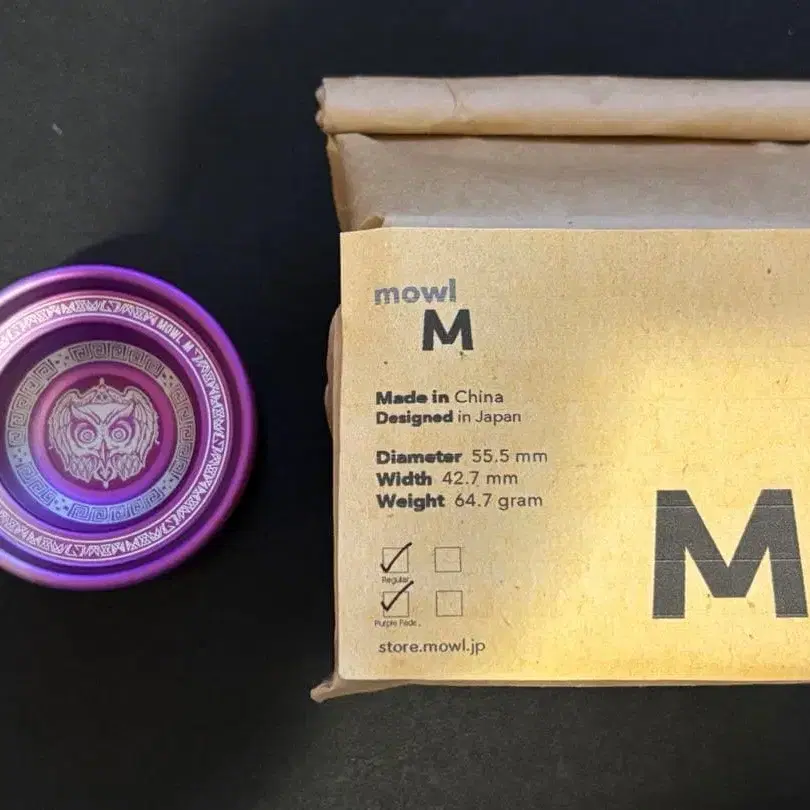 MOWL M
mowl
M
Made in China
Designed in Japan
Diameter 55.5 mm
Width 42.7 mm
Weight 64.7 gram
Regular
Purple Fade
store.mowl.jp
M